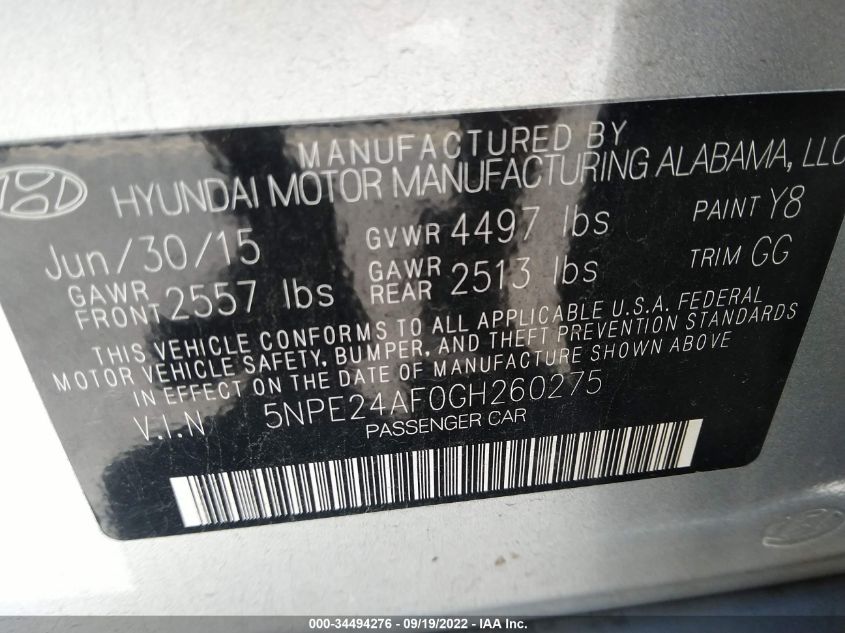 MANUFACTURED BY
HYUNDAI MOTOR MANUFACTURING ALABAMA, LLC
Jun/30/15 GVWR 4497 lbs PAINT Y8
GAWR FRONT 2557 lbs GAWR REAR 2513 lbs TRIM GG
THIS VEHICLE CONFORMS TO ALL APPLICABLE U.S.A. FEDERAL
MOTOR VEHICLE SAFETY, BUMPER, AND THEFT PREVENTION STANDARDS
IN EFFECT ON THE DATE OF MANUFACTURE SHOWN ABOVE
V.I.N 5NPE24AF0GH260275
PASSENGER CAR
000-34494276 - 09/19/2022 - IAA Inc.